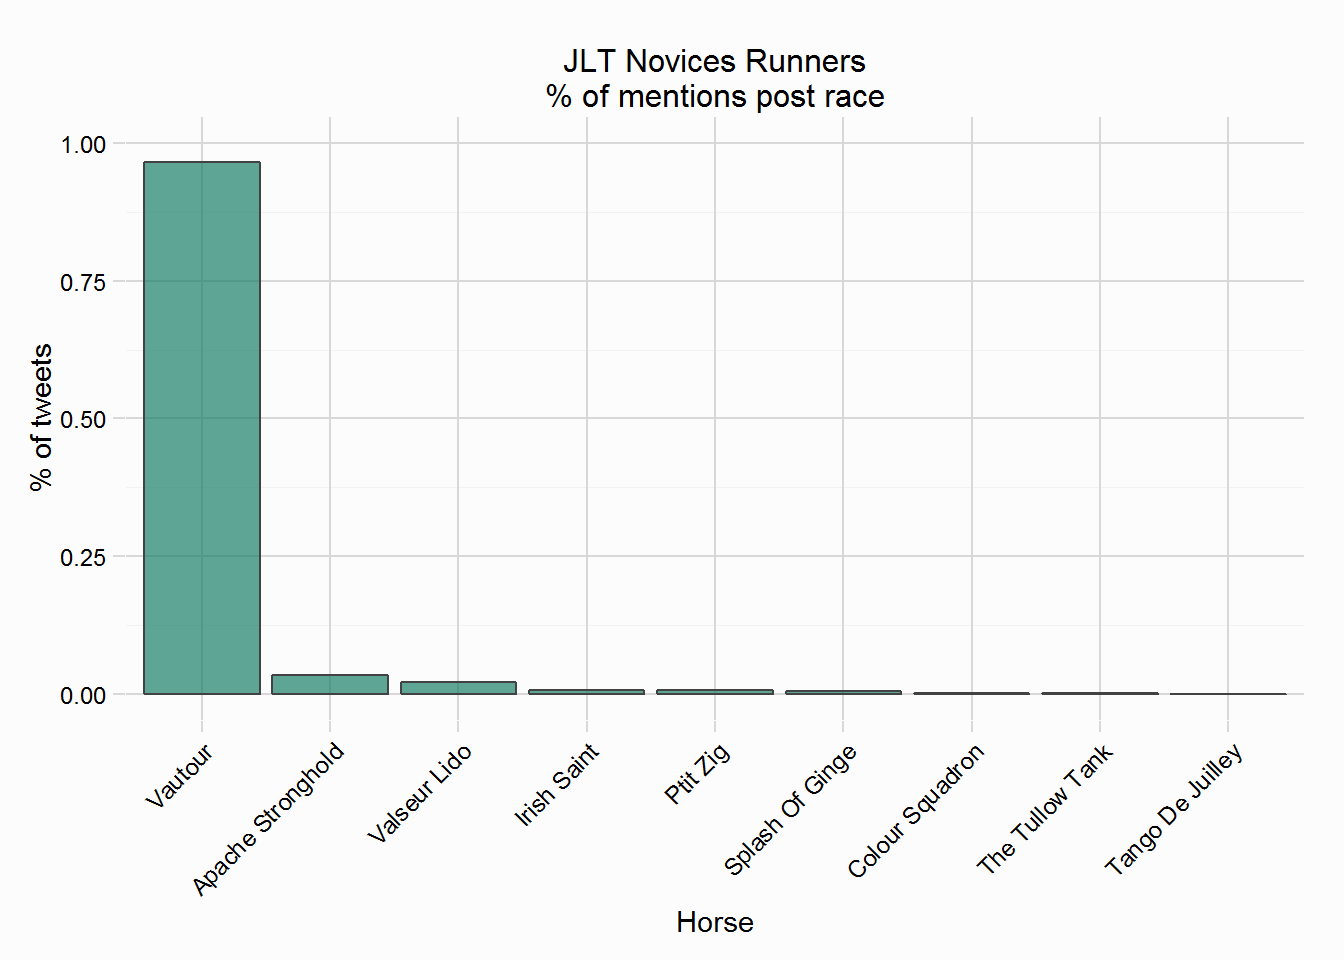 JLT Novices Runners
% of mentions post race
% of tweets
1.00
0.75
0.50
0.25
0.00
Vautour
Apache Stronghold
Valseur Lido
Irish Saint
Ptit Zig
Splash Of Ginge
Colour Squadron
The Tullow Tank
Tango De Juilley
Horse